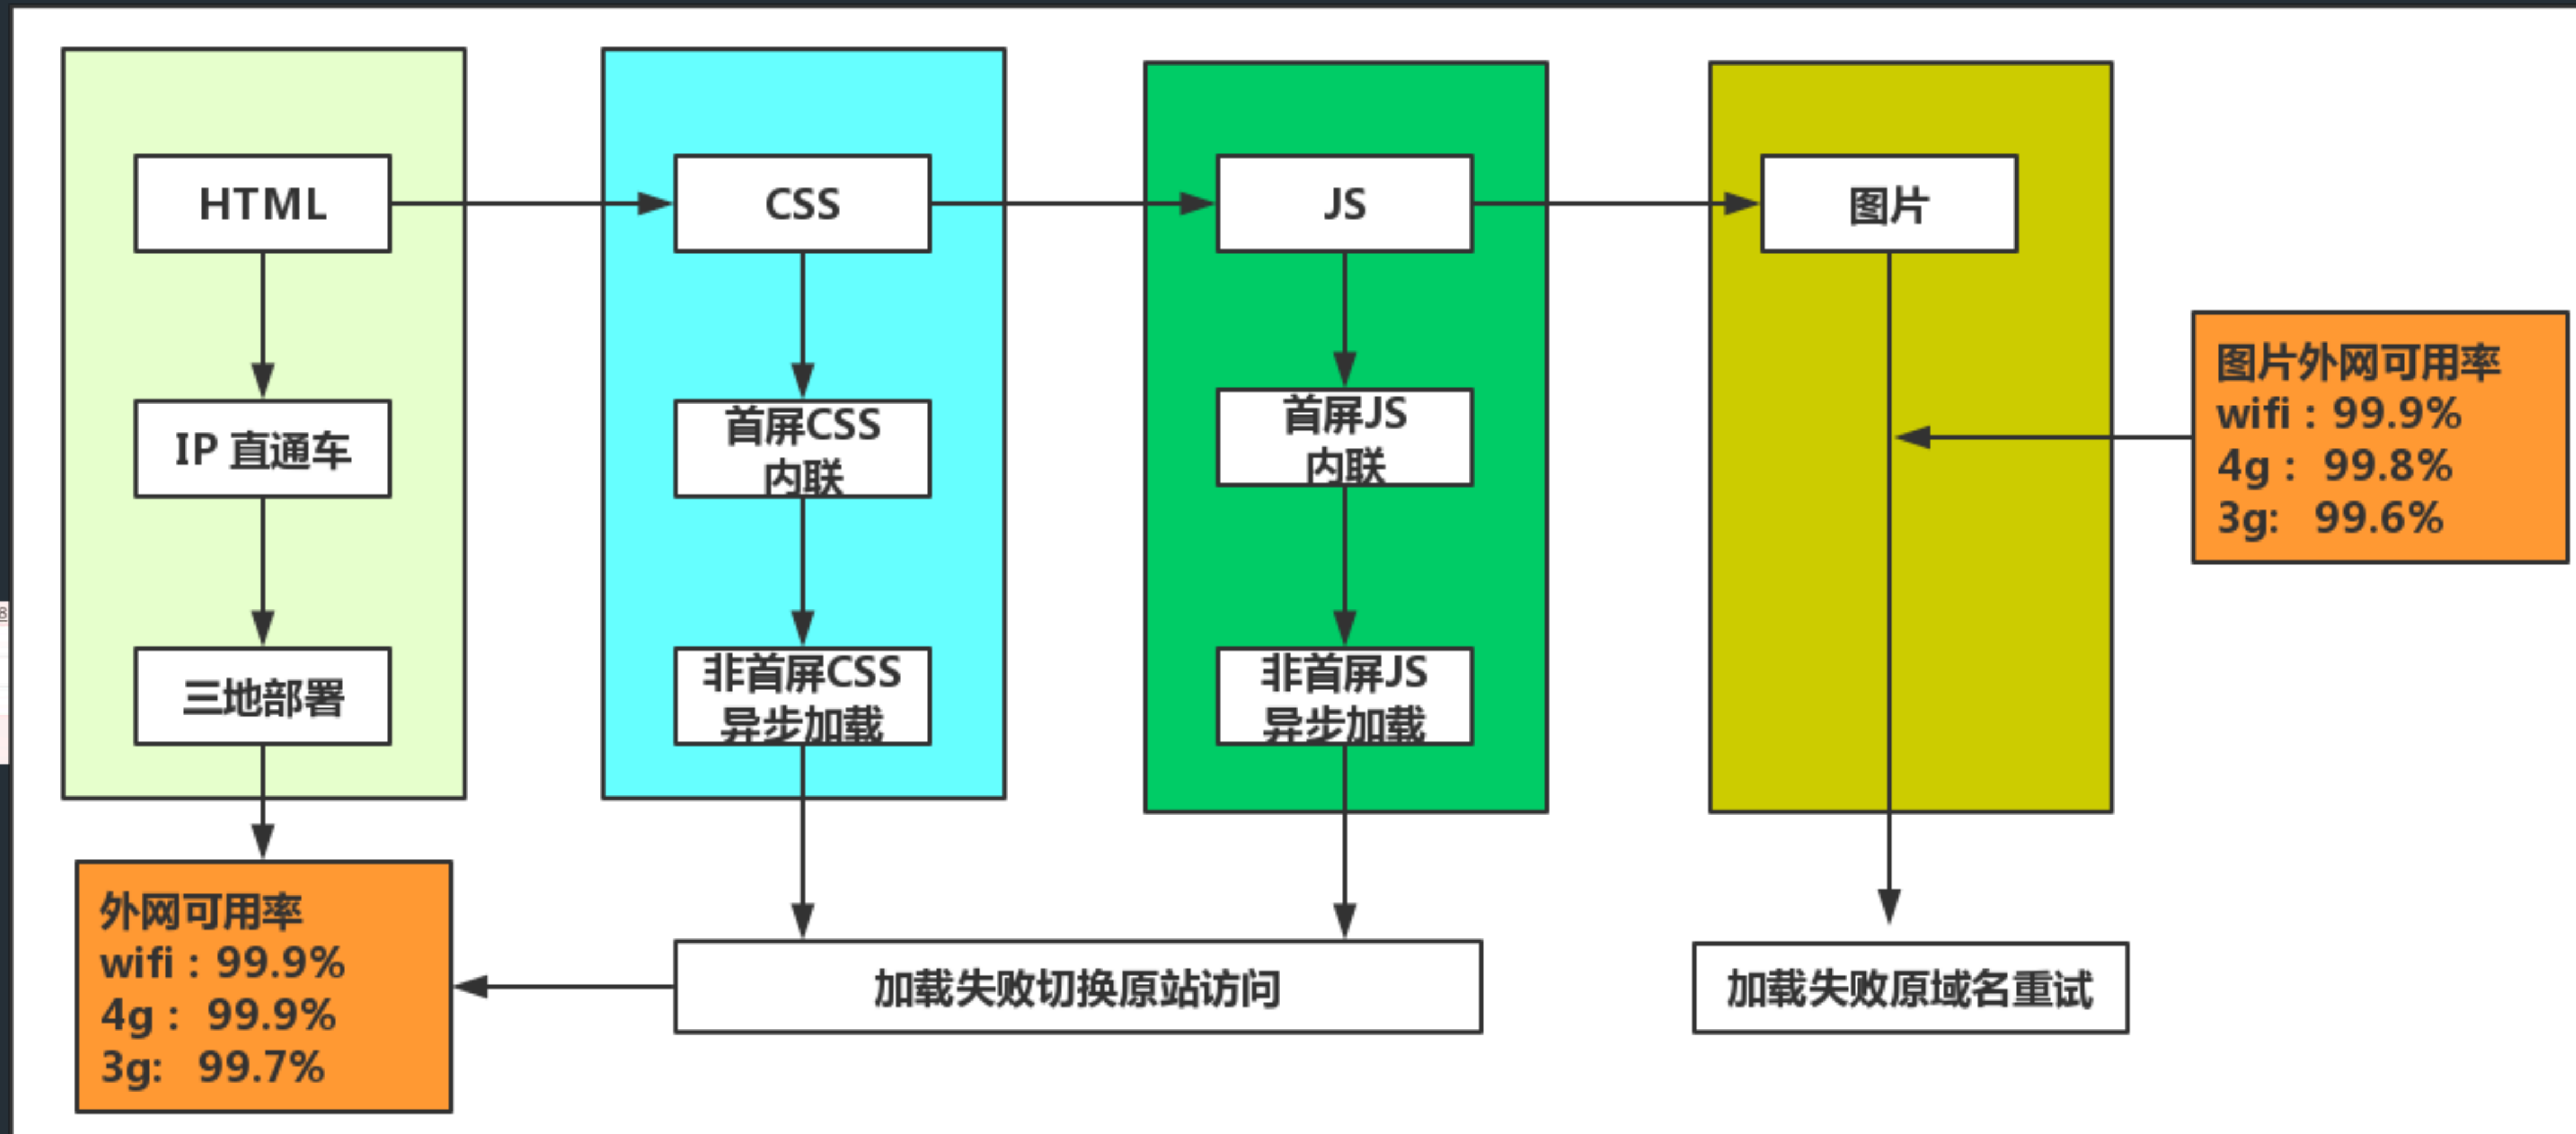 HTML
CSS
JS
图片
IP 直通车
首屏CSS
内联
首屏JS
内联
图片外网可用率
wifi：99.9%
4g： 99.8%
3g: 99.6%
三地部署
非首屏CSS
异步加载
非首屏JS
异步加载
外网可用率
wifi：99.9%
4g： 99.9%
3g: 99.7%
加载失败切换原站访问
加载失败原域名重试